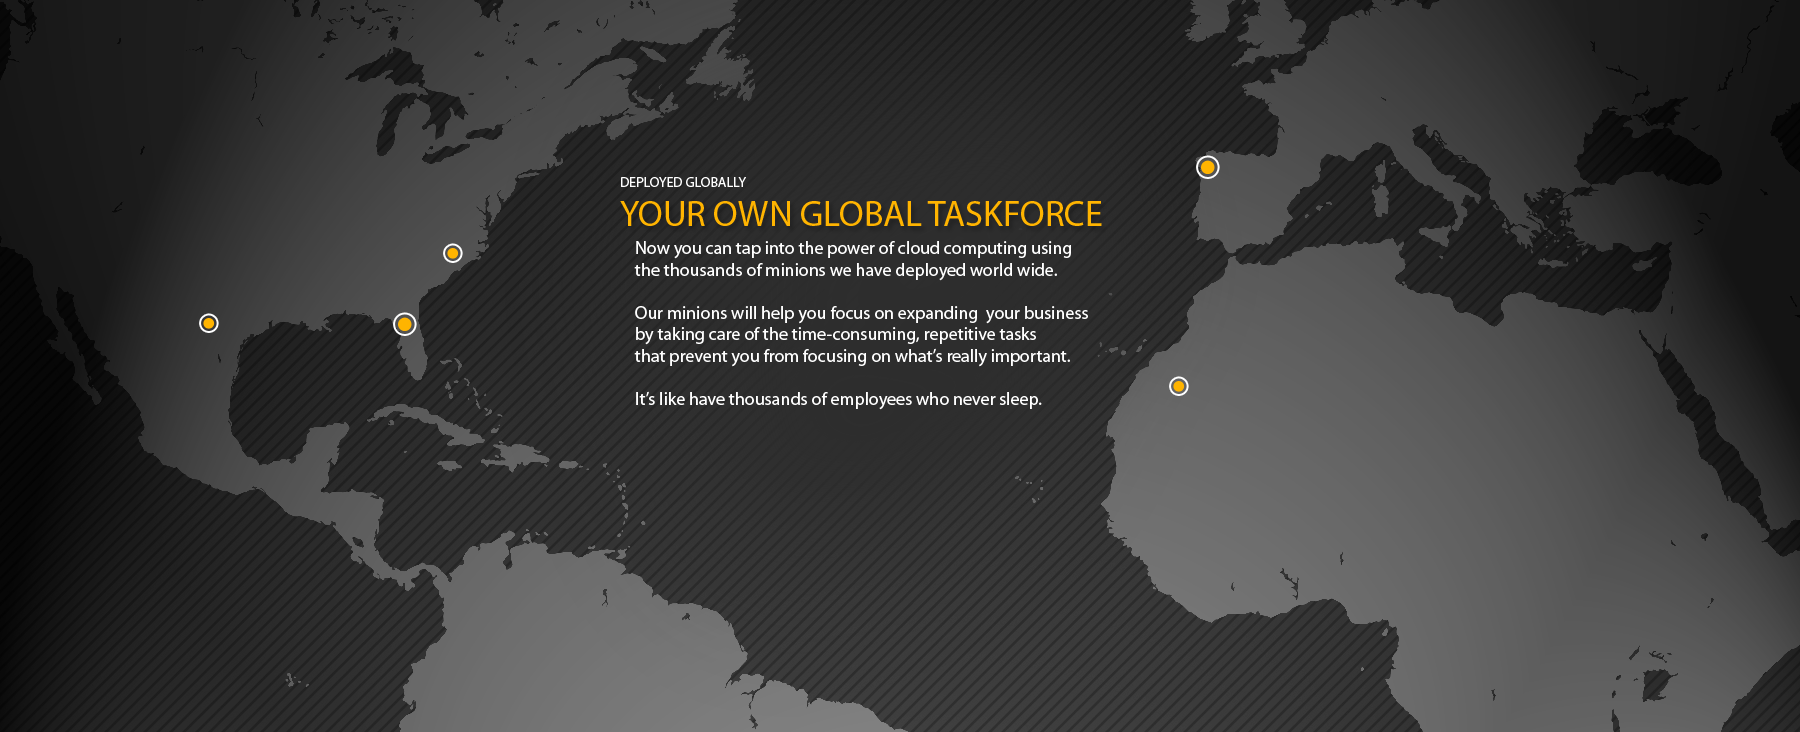 DEPLOYED GLOBALLY
YOUR OWN GLOBAL TASKFORCE
Now you can tap into the power of cloud computing using
the thousands of minions we have deployed world wide.
Our minions will help you focus on expanding  your business
by taking care of the time-consuming, repetitive tasks
that prevent you from focusing on what’s really important.
It’s like have thousands of employees who never sleep.